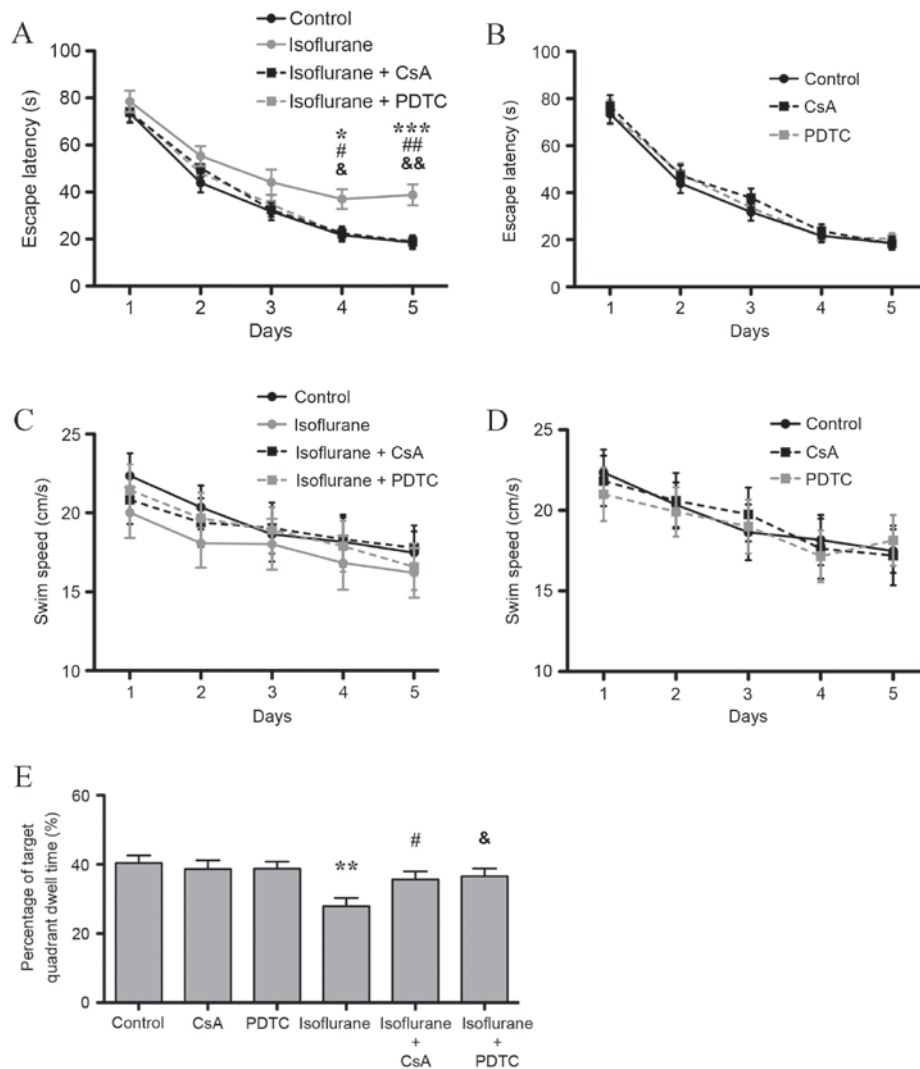 A
Control
Isoflurane
Isoflurane + CsA
Isoflurane + PDTC
100
80
60
40
20
0
Escape latency (s)
*
#
&
***
##
&&
1 2 3 4 5
Days
B
Control
CsA
PDTC
100
80
60
40
20
0
Escape latency (s)
1 2 3 4 5
Days
C
Control
Isoflurane
Isoflurane + CsA
Isoflurane + PDTC
25
20
15
10
Swim speed (cm/s)
1 2 3 4 5
Days
D
Control
CsA
PDTC
25
20
15
10
Swim speed (cm/s)
1 2 3 4 5
Days
E
80
60
40
20
0
Percentage of target
quadrant dwell time (%)
**
#
&
Control
CsA
PDTC
Isoflurane
Isoflurane
+
CsA
Isoflurane
+
PDTC